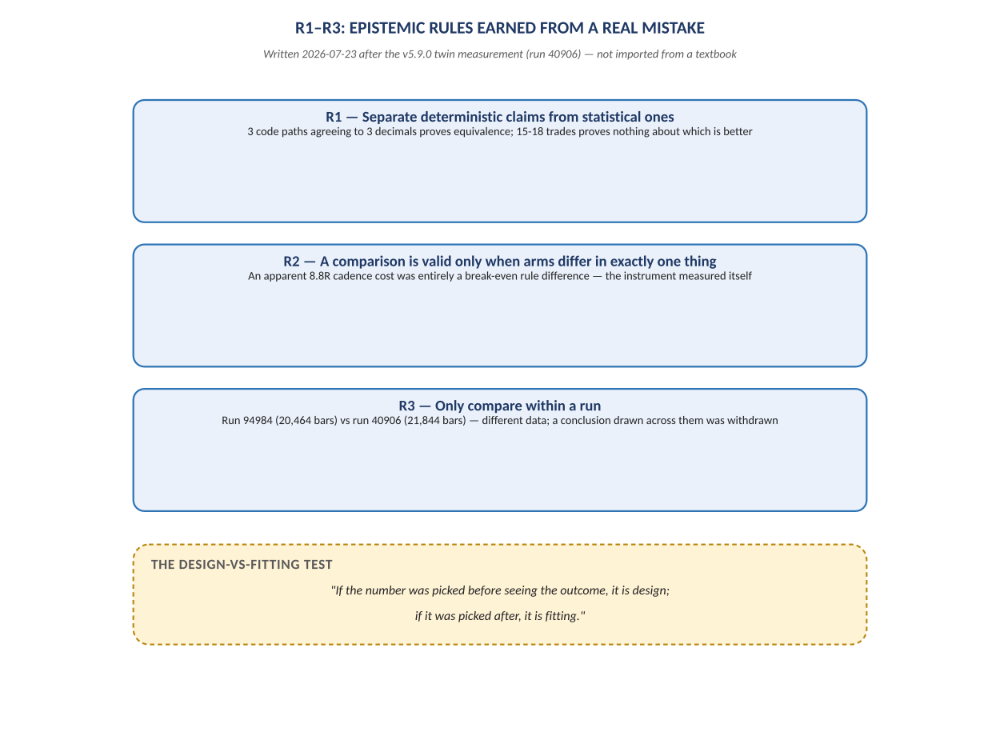 R1–R3: EPISTEMIC RULES EARNED FROM A REAL MISTAKE
Written 2026-07-23 after the v5.9.0 twin measurement (run 40906) — not imported from a textbook
R1 — Separate deterministic claims from statistical ones
3 code paths agreeing to 3 decimals proves equivalence; 15-18 trades proves nothing about which is better
R2 — A comparison is valid only when arms differ in exactly one thing
An apparent 8.8R cadence cost was entirely a break-even rule difference — the instrument measured itself
R3 — Only compare within a run
Run 94984 (20,464 bars) vs run 40906 (21,844 bars) — different data; a conclusion drawn across them was withdrawn
THE DESIGN-VS-FITTING TEST
"If the number was picked before seeing the outcome, it is design;
if it was picked after, it is fitting."